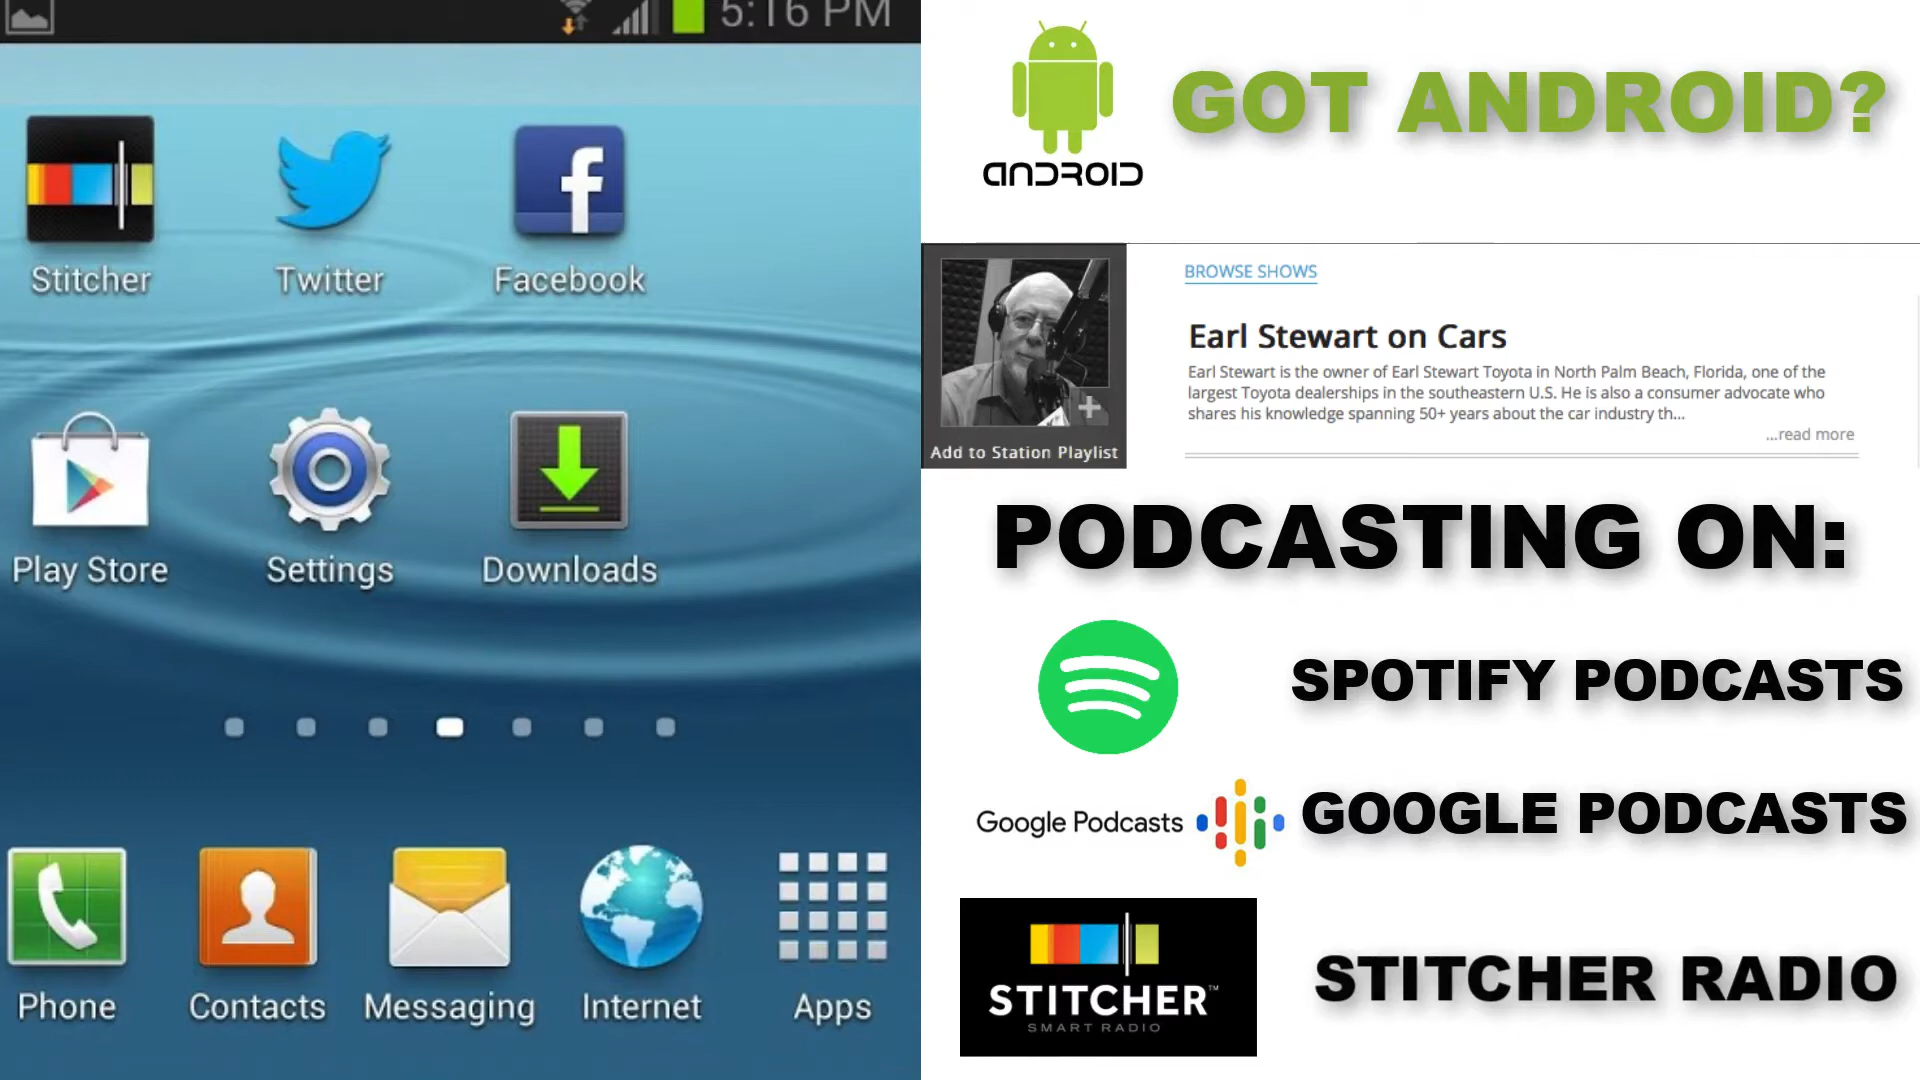 5:16 PM
Stitcher
Twitter
Facebook
Play Store
Settings
Downloads
Phone
Contacts
Messaging
Internet
Apps
ANDROID
GOT ANDROID?
BROWSE SHOWS
Earl Stewart on Cars
Earl Stewart is the owner of Earl Stewart Toyota in North Palm Beach, Florida, one of the
largest Toyota dealerships in the southeastern U.S. He is also a consumer advocate who
shares his knowledge spanning 50+ years about the car industry th...
...read more
Add to Station Playlist
PODCASTING ON:
SPOTIFY PODCASTS
Google Podcasts
GOOGLE PODCASTS
STITCHER™
SMART RADIO
STITCHER RADIO